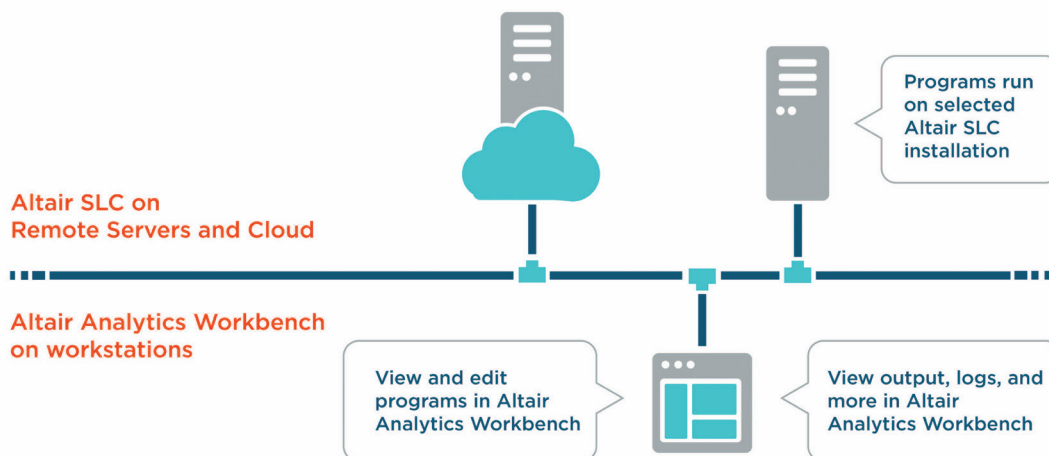 Programs run
on selected
Altair SLC
installation
Altair SLC on
Remote Servers and Cloud
Altair Analytics Workbench
on workstations
View and edit
programs in Altair
Analytics Workbench
View output, logs, and
more in Altair
Analytics Workbench